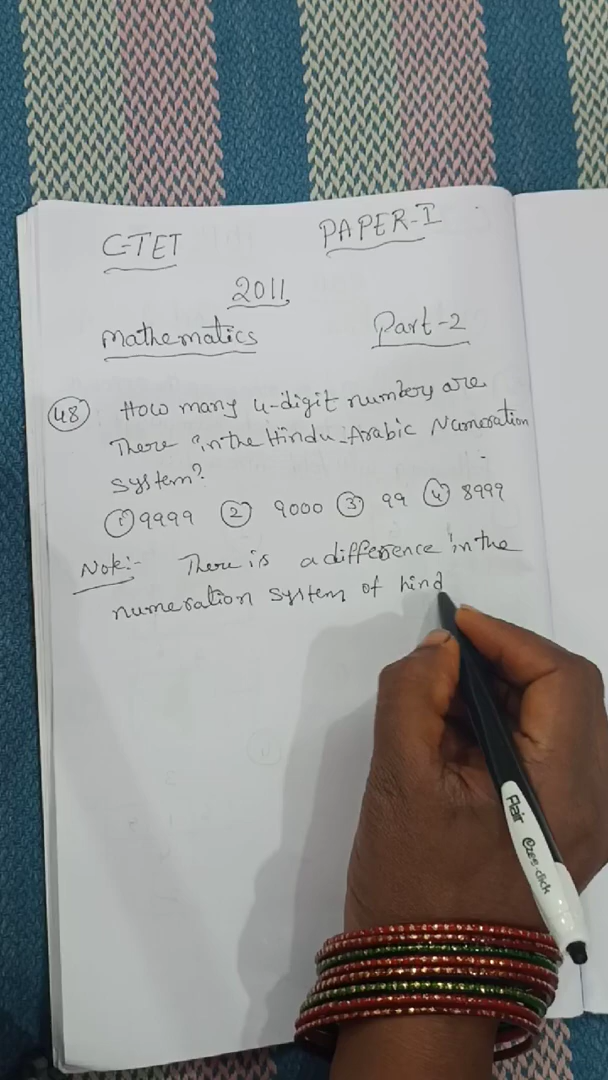 C-TET PAPER-I
2011
Mathematics Part-2
48 How many 4-digit numbers are
There in the Hindu-Arabic Numeration
system?
1 9999 2 9000 3 99 4 8999
Note:- There is a difference in the
numeration system of hind
Flair Ezee-click